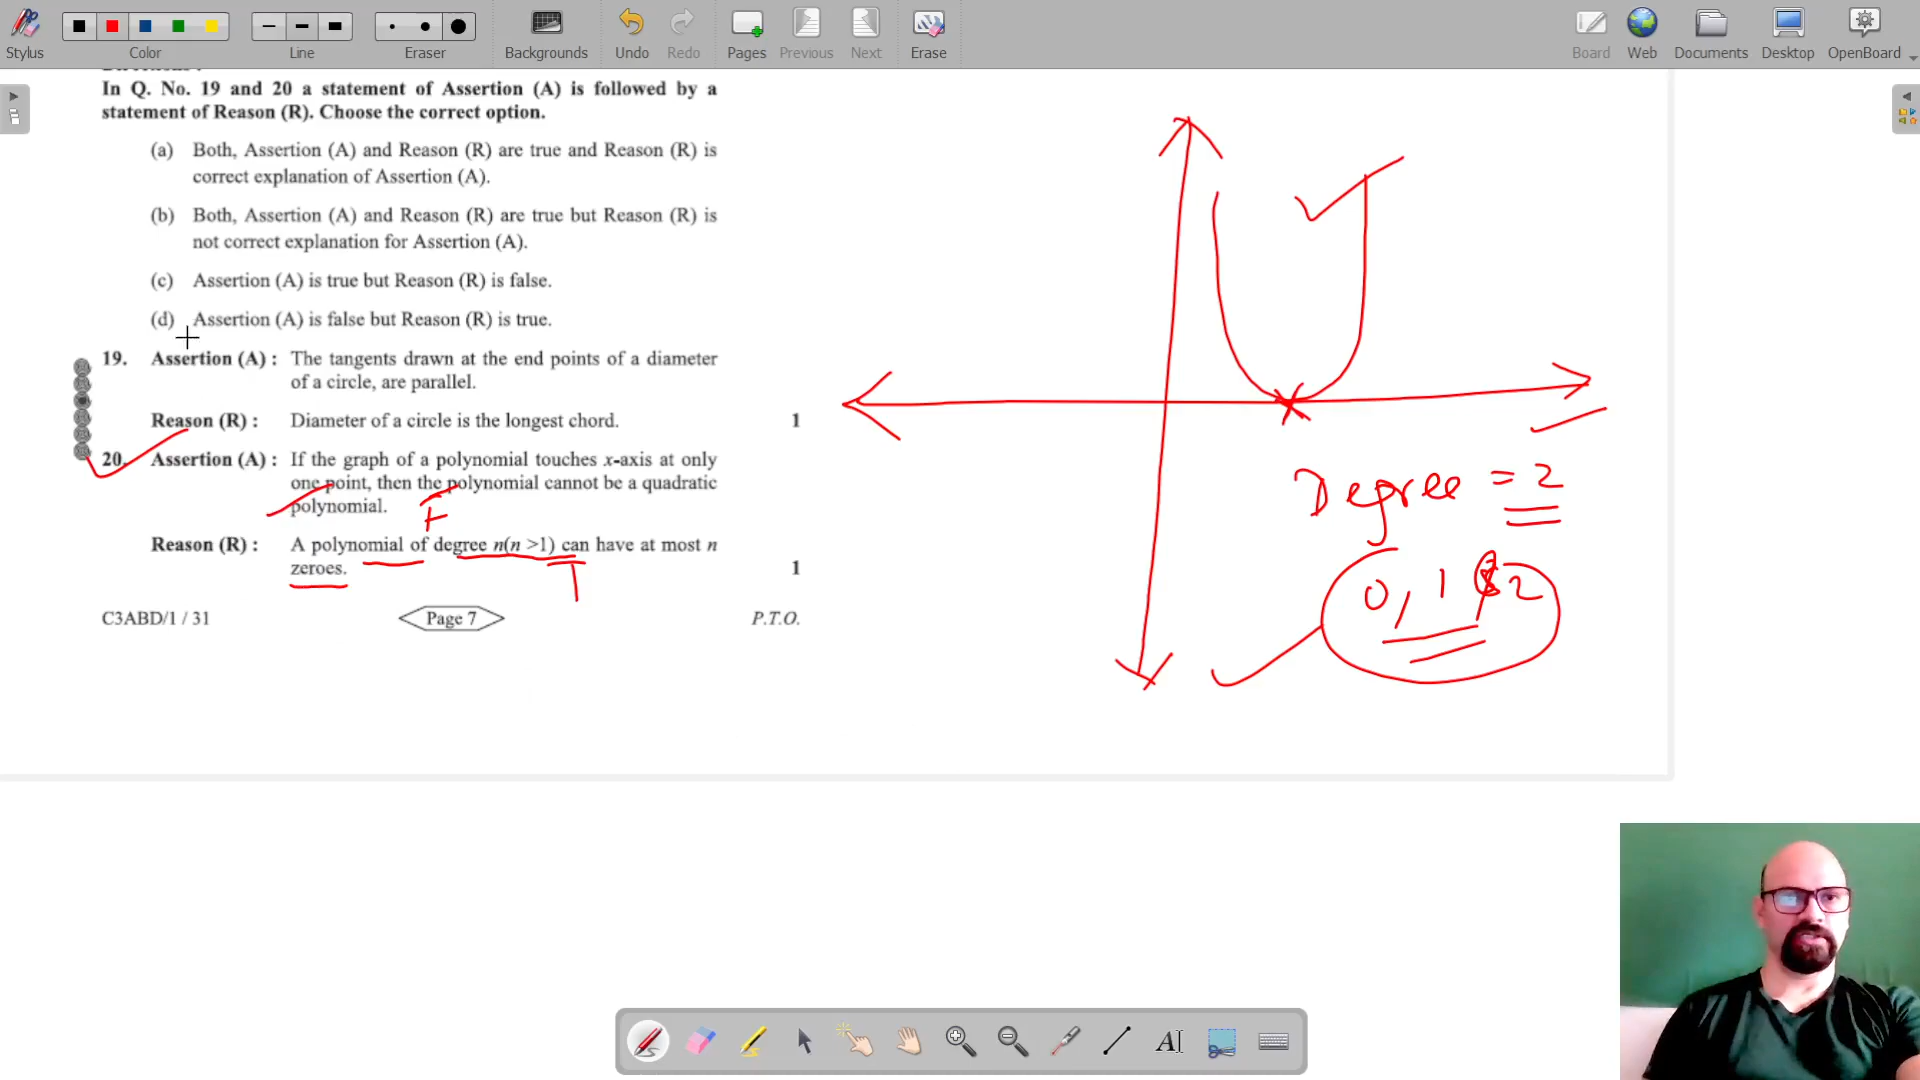 Stylus
Color
Line
Eraser
Backgrounds
Undo
Redo
Pages
Previous
Next
Erase
Board
Web
Documents
Desktop
OpenBoard
In Q. No. 19 and 20 a statement of Assertion (A) is followed by a
statement of Reason (R). Choose the correct option.
(a) Both, Assertion (A) and Reason (R) are true and Reason (R) is
correct explanation of Assertion (A).
(b) Both, Assertion (A) and Reason (R) are true but Reason (R) is
not correct explanation for Assertion (A).
(c) Assertion (A) is true but Reason (R) is false.
(d) Assertion (A) is false but Reason (R) is true.
19. Assertion (A) : The tangents drawn at the end points of a diameter
of a circle, are parallel.
Reason (R) : Diameter of a circle is the longest chord. 1
20. Assertion (A) : If the graph of a polynomial touches x-axis at only
one point, then the polynomial cannot be a quadratic
polynomial.
F
Reason (R) : A polynomial of degree n(n >1) can have at most n
zeroes. 1
T
C3ABD/1 / 31 Page 7 P.T.O.
Degree = 2
0, 1, 2
AI